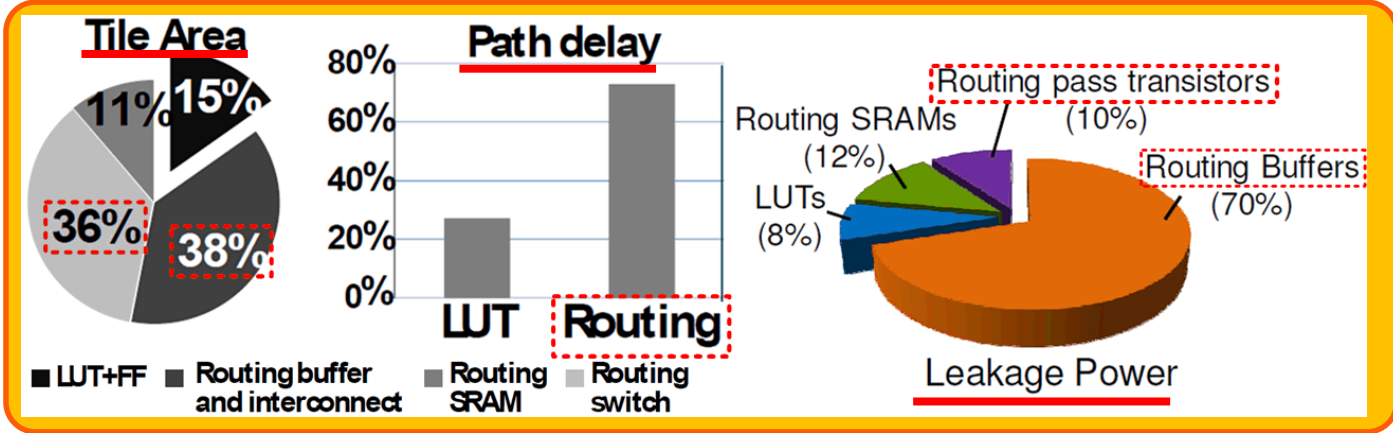 Tile Area
11%
15%
36%
38%
LUT+FF
Routing buffer
and interconnect
Routing
SRAM
Routing
switch
Path delay
80%
60%
40%
20%
0%
LUT
Routing
Routing pass transistors
(10%)
Routing SRAMs
(12%)
Routing Buffers
(70%)
LUTs
(8%)
Leakage Power